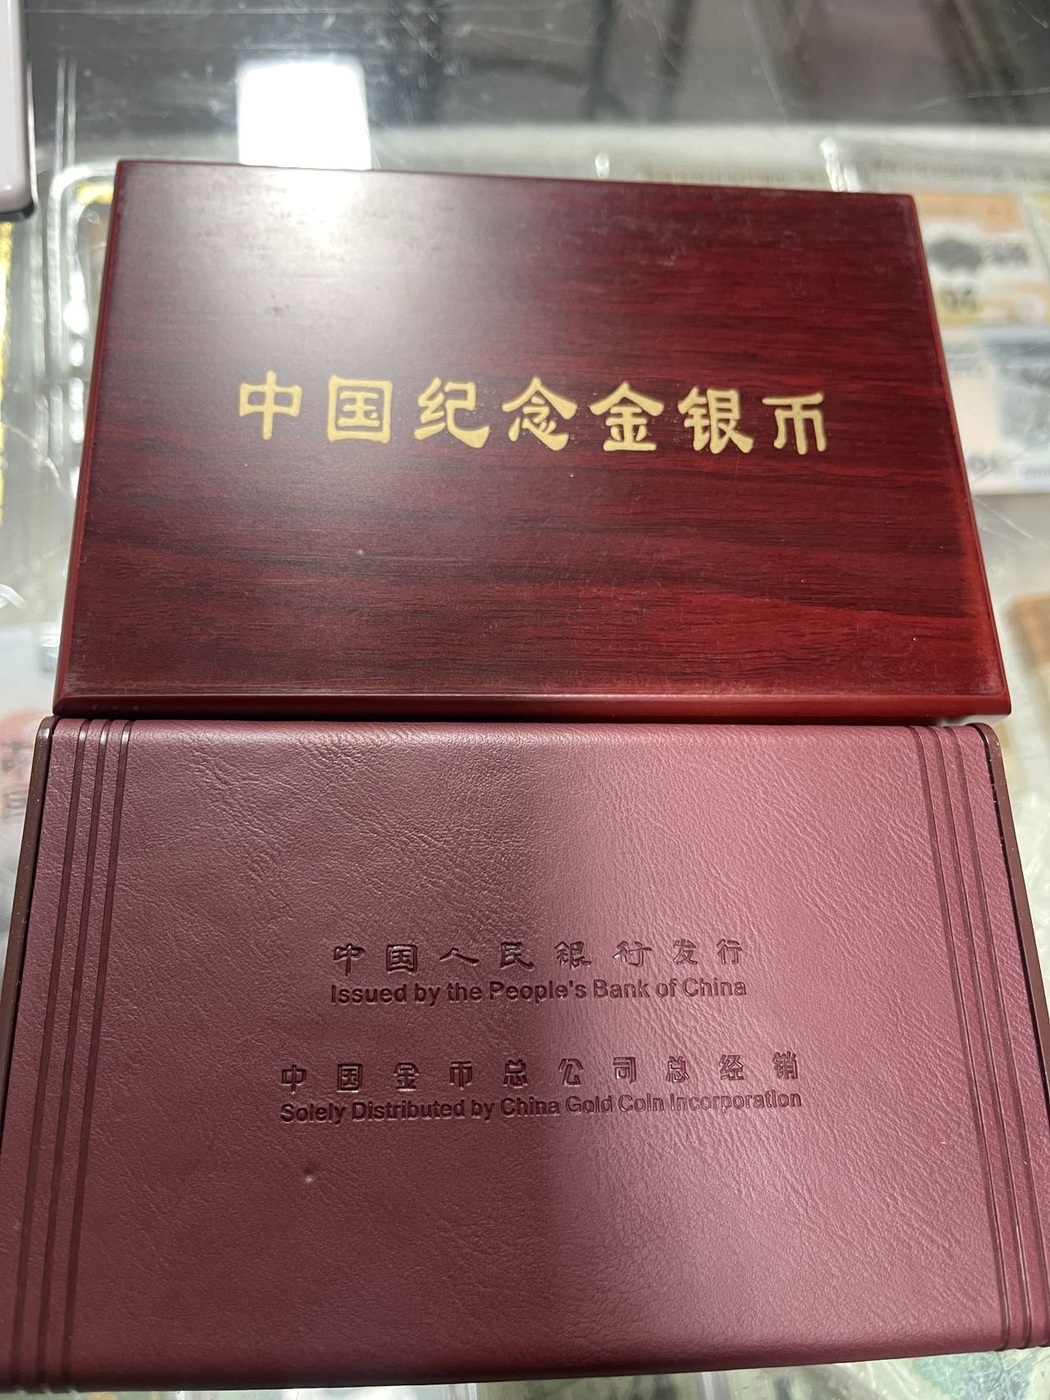 中国纪念金银币
中国人民银行发行
Issued by the People's Bank of China
中国金币总公司总经销
Solely Distributed by China Gold Coin Incorporation